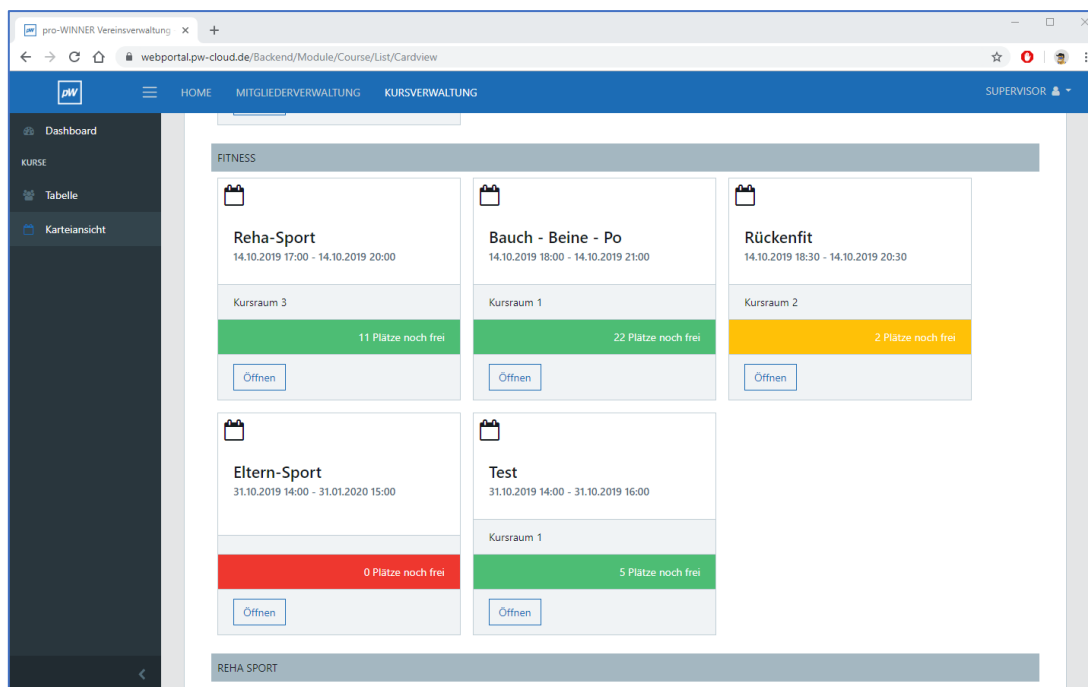 pw pro-WINNER Vereinsverwaltung
webportal.pw-cloud.de/Backend/Module/Course/List/Cardview
pW HOME MITGLIEDERVERWALTUNG KURSVERWALTUNG SUPERVISOR
Dashboard
KURSE
Tabelle
Karteiansicht
FITNESS
Reha-Sport
14.10.2019 17:00 - 14.10.2019 20:00
Kursraum 3
11 Plätze noch frei
Öffnen
Bauch - Beine - Po
14.10.2019 18:00 - 14.10.2019 21:00
Kursraum 1
22 Plätze noch frei
Öffnen
Rückenfit
14.10.2019 18:30 - 14.10.2019 20:30
Kursraum 2
2 Plätze noch frei
Öffnen
Eltern-Sport
31.10.2019 14:00 - 31.01.2020 15:00
0 Plätze noch frei
Öffnen
Test
31.10.2019 14:00 - 31.10.2019 16:00
Kursraum 1
5 Plätze noch frei
Öffnen
REHA SPORT